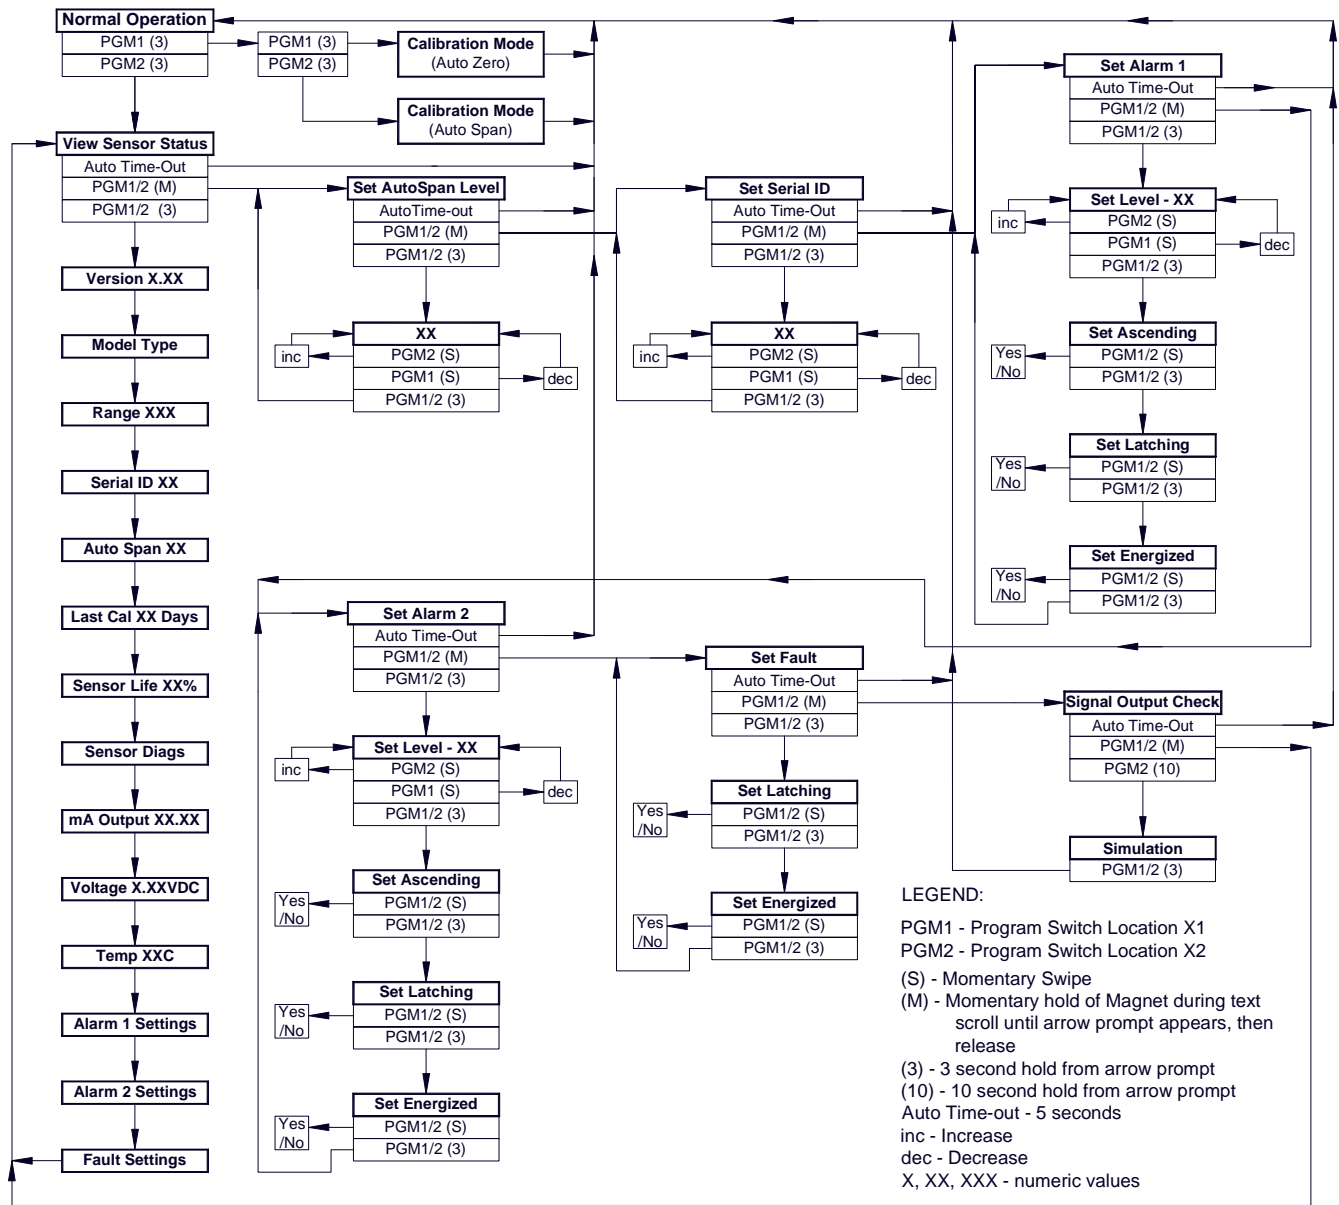 Normal Operation
PGM1 (3)
PGM2 (3)
PGM1 (3)
PGM2 (3)
Calibration Mode
(Auto Zero)
Calibration Mode
(Auto Span)
View Sensor Status
Auto Time-Out
PGM1/2 (M)
PGM1/2 (3)
Version X.XX
Model Type
Range XXX
Serial ID XX
Auto Span XX
Last Cal XX Days
Sensor Life XX%
Sensor Diags
mA Output XX.XX
Voltage X.XXVDC
Temp XXC
Alarm 1 Settings
Alarm 2 Settings
Fault Settings
Set AutoSpan Level
AutoTime-out
PGM1/2 (M)
PGM1/2 (3)
XX
PGM2 (S)
PGM1 (S)
PGM1/2 (3)
inc
dec
Set Serial ID
Auto Time-Out
PGM1/2 (M)
PGM1/2 (3)
XX
PGM2 (S)
PGM1 (S)
PGM1/2 (3)
inc
dec
Set Alarm 1
Auto Time-Out
PGM1/2 (M)
PGM1/2 (3)
Set Level - XX
PGM2 (S)
PGM1 (S)
PGM1/2 (3)
inc
dec
Set Ascending
PGM1/2 (S)
PGM1/2 (3)
Yes
/No
Set Latching
PGM1/2 (S)
PGM1/2 (3)
Yes
/No
Set Energized
PGM1/2 (S)
PGM1/2 (3)
Yes
/No
Set Alarm 2
Auto Time-Out
PGM1/2 (M)
PGM1/2 (3)
Set Level - XX
PGM2 (S)
PGM1 (S)
PGM1/2 (3)
inc
dec
Set Ascending
PGM1/2 (S)
PGM1/2 (3)
Yes
/No
Set Latching
PGM1/2 (S)
PGM1/2 (3)
Yes
/No
Set Energized
PGM1/2 (S)
PGM1/2 (3)
Yes
/No
Set Fault
Auto Time-Out
PGM1/2 (M)
PGM1/2 (3)
Set Latching
PGM1/2 (S)
PGM1/2 (3)
Yes
/No
Set Energized
PGM1/2 (S)
PGM1/2 (3)
Yes
/No
Signal Output Check
Auto Time-Out
PGM1/2 (M)
PGM2 (10)
Simulation
PGM1/2 (3)
LEGEND:
PGM1 - Program Switch Location X1
PGM2 - Program Switch Location X2
(S) - Momentary Swipe
(M) - Momentary hold of Magnet during text
scroll until arrow prompt appears, then
release
(3) - 3 second hold from arrow prompt
(10) - 10 second hold from arrow prompt
Auto Time-out - 5 seconds
inc - Increase
dec - Decrease
X, XX, XXX - numeric values